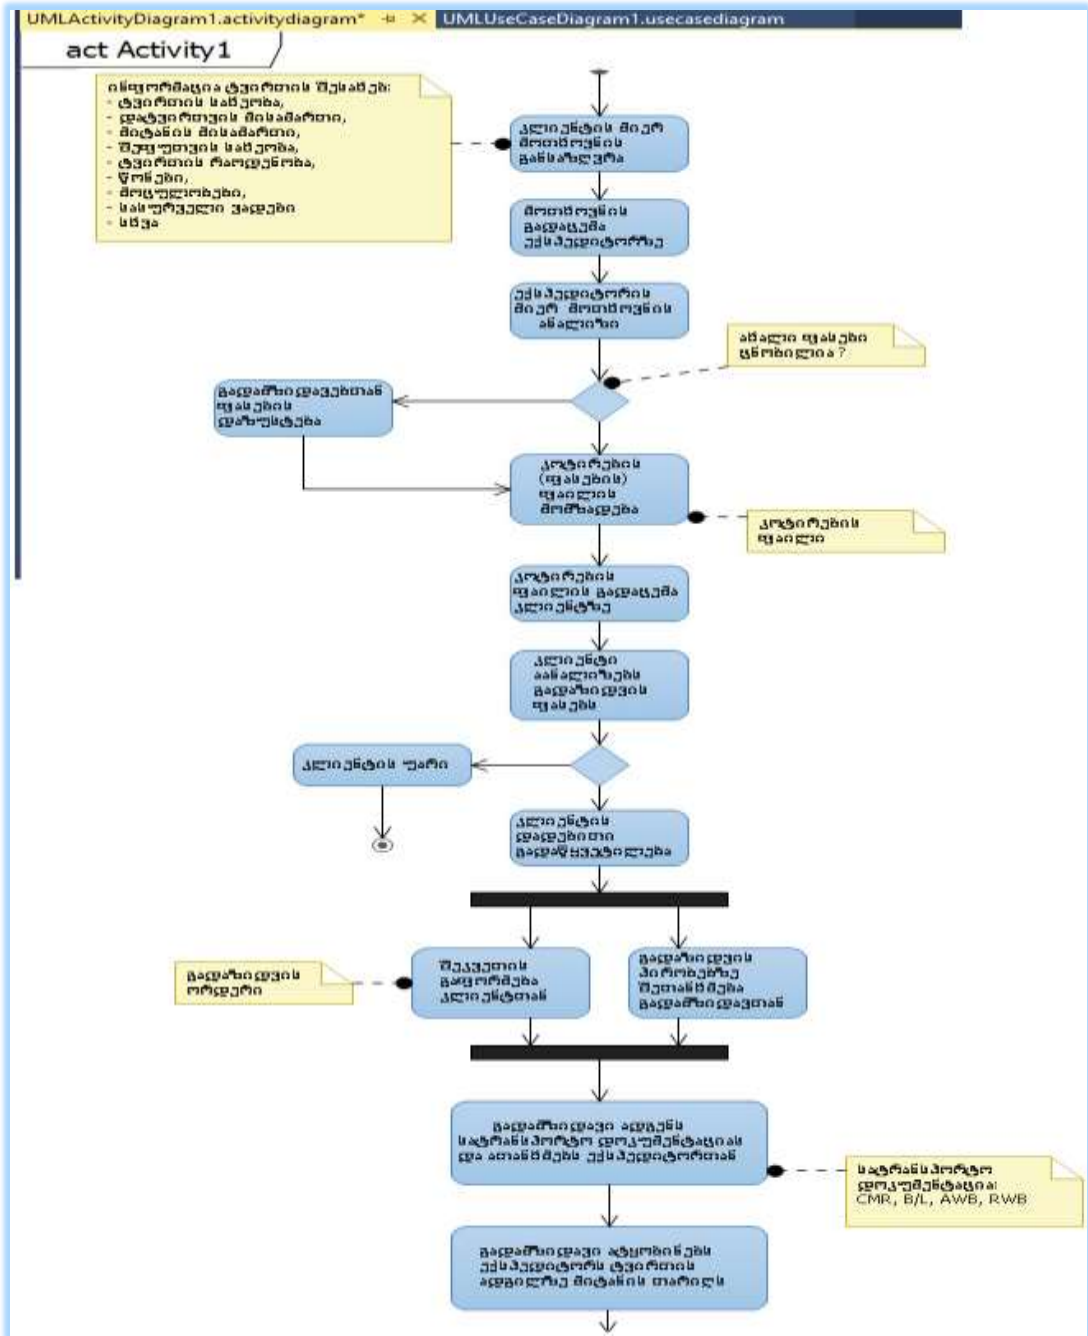 UMLActivityDiagram1.activitydiagram*
UMLUseCaseDiagram1.usecasediagram
act Activity1
ინფორმაცია ტვირთის შესახებ:
- ტვირთის სახეობა,
- დატვირთვის მისამართი,
- მიტანის მისამართი,
- შეფუთვის სახეობა,
- ტვირთის რაოდენობა,
- წონები,
- მოცულობები,
- სასურველი ვადები
- სხვა
კლიენტის მიერ
მოთხოვნის
განსაზღვრა
მოთხოვნის
გადაცემა
ექსპედიტორზე
ექსპედიტორის
მიერ მოთხოვნის
ანალიზი
ახალი ფასები
ცნობილია ?
გადამზიდავებთან
ფასების
დაზუსტება
კოტირების
(ფასების)
ფაილის
მომზადება
კოტირების
ფაილი
კოტირების
ფაილის გადაცემა
კლიენტზე
კლიენტი
აანალიზებს
გადაზიდვის
ფასებს
კლიენტის უარი
კლიენტის
დადებითი
გადაწყვეტილება
გადაზიდვის
ორდერი
შეკვეთის
გაფორმება
კლიენტთან
გადაზიდვის
პირობებზე
შეთანხმება
გადამზიდავთან
გადამზიდავი ადგენს
სატრანსპორტო დოკუმენტაციას
და ათანხმებს ექსპედიტორთან
სატრანსპორტო
დოკუმენტაცია:
CMR, B/L, AWB, RWB
გადამზიდავი ატყობინებს
ექსპედიტორს ტვირთის
ადგილზე მიტანის თარიღს